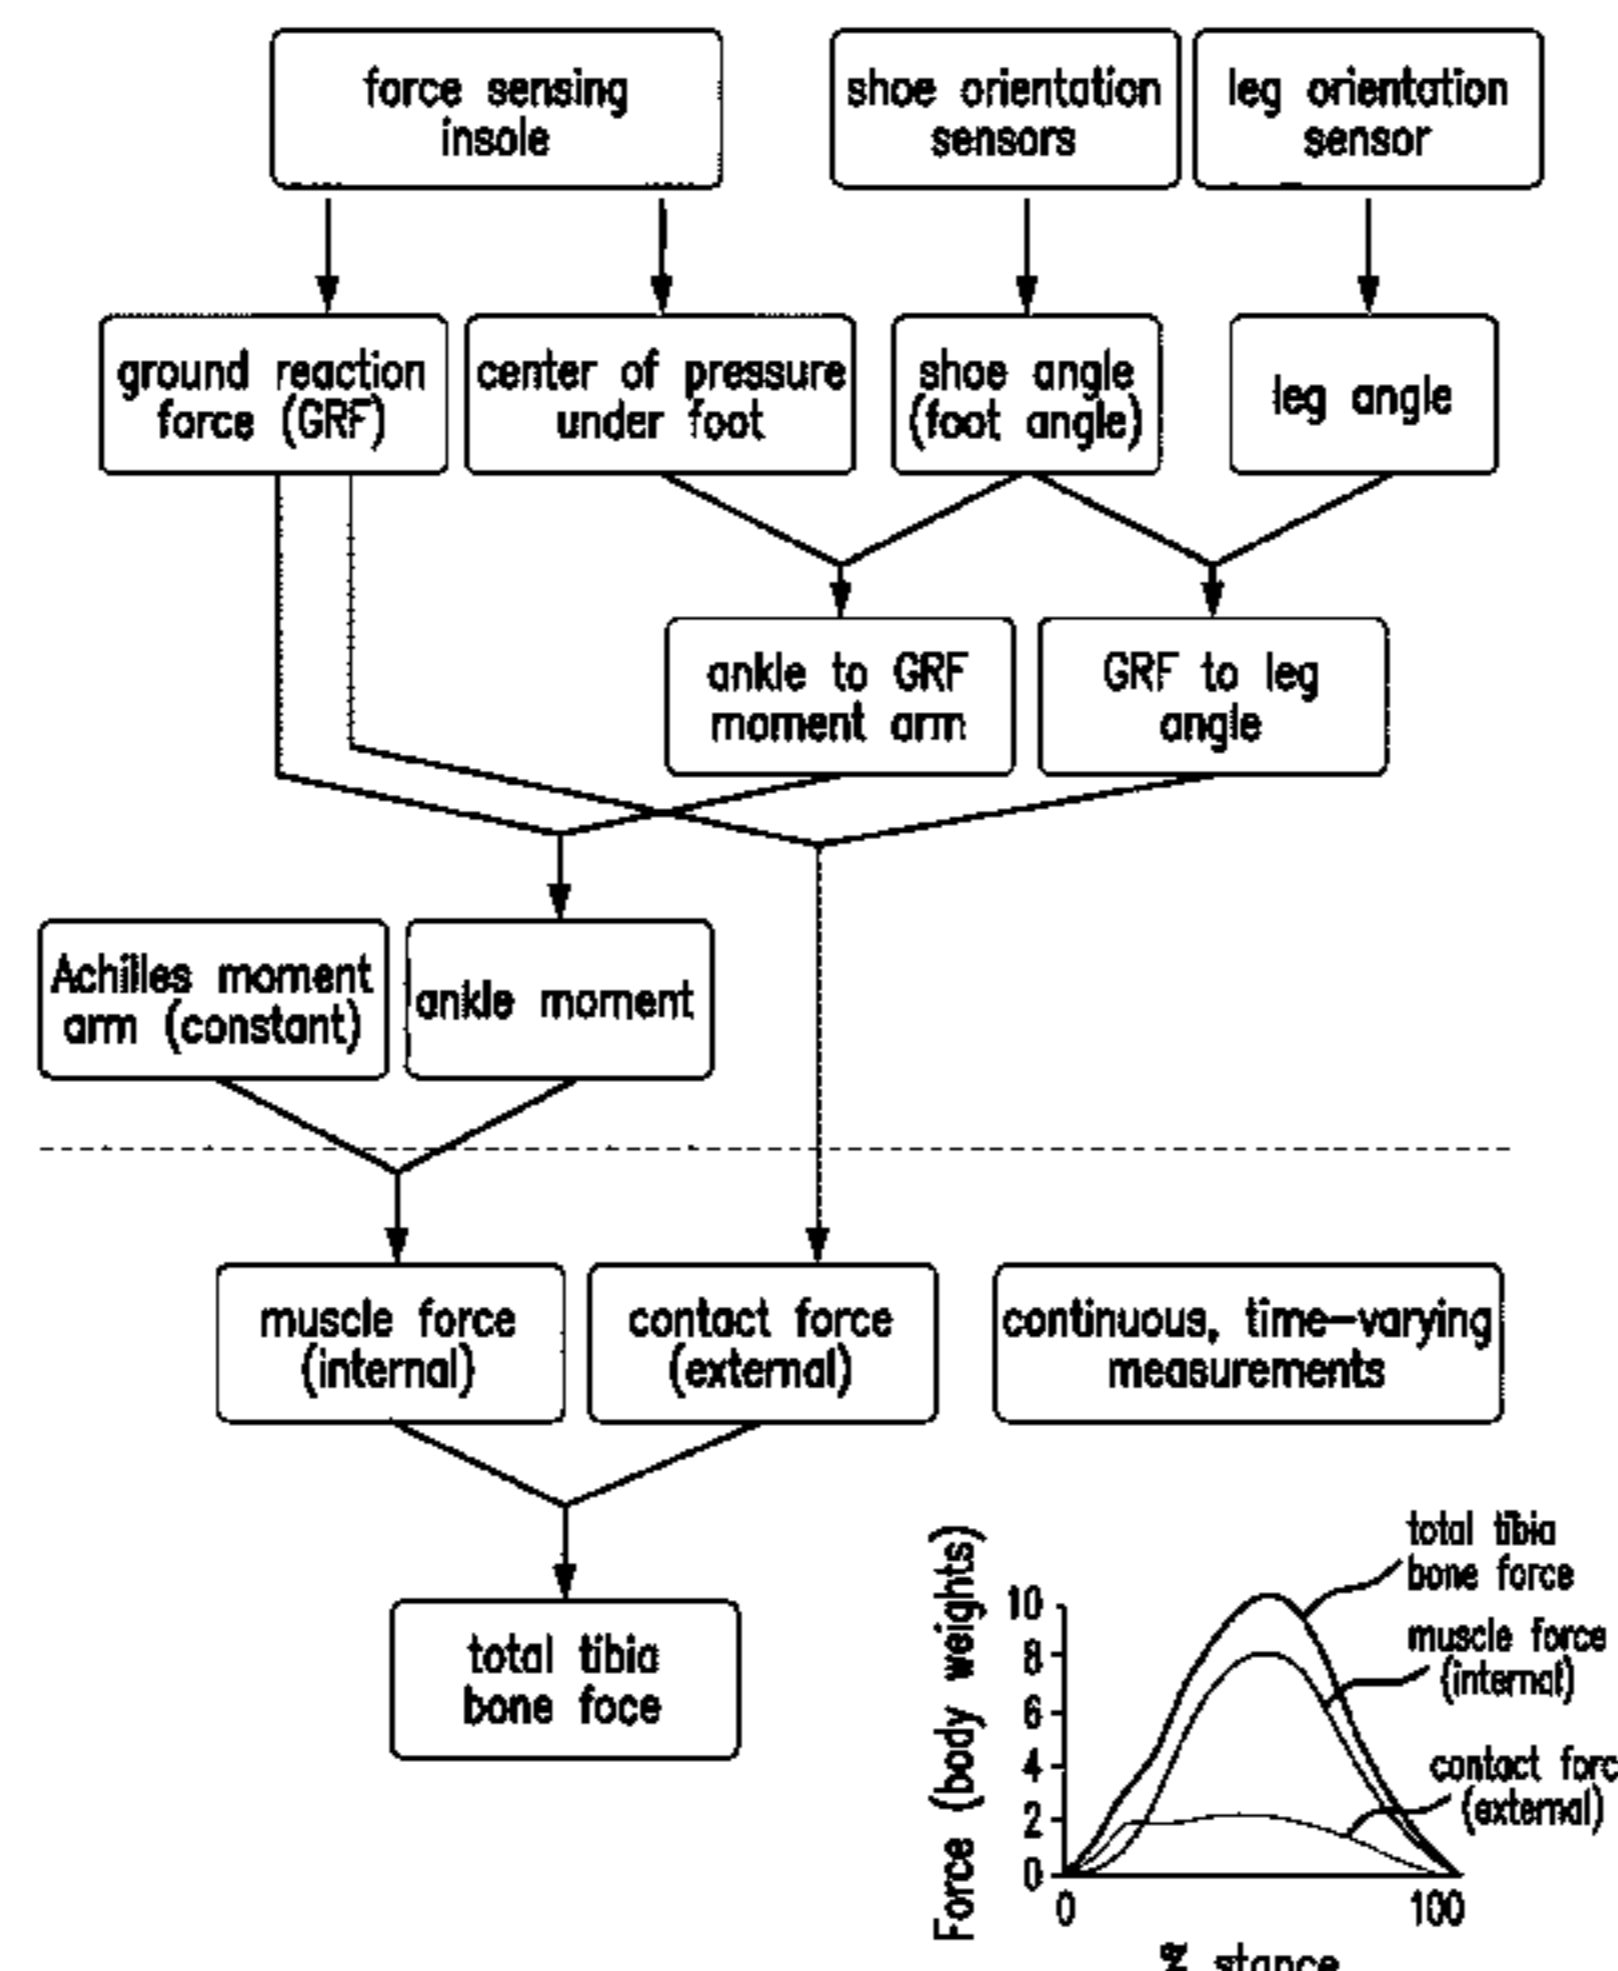 force sensing
insole
shoe orientation
sensors
leg orientation
sensor
ground reaction
force (GRF)
center of pressure
under foot
shoe angle
(foot angle)
leg angle
ankle to GRF
moment arm
GRF to leg
angle
Achilles moment
arm (constant)
ankle moment
muscle force
(internal)
contact force
(external)
continuous, time-varying
measurements
total tibia
bone foce
Force (body weights)
10
8
6
4
2
0
0
100
% stance
total tibia
bone force
muscle force
(internal)
contact forc
(external)